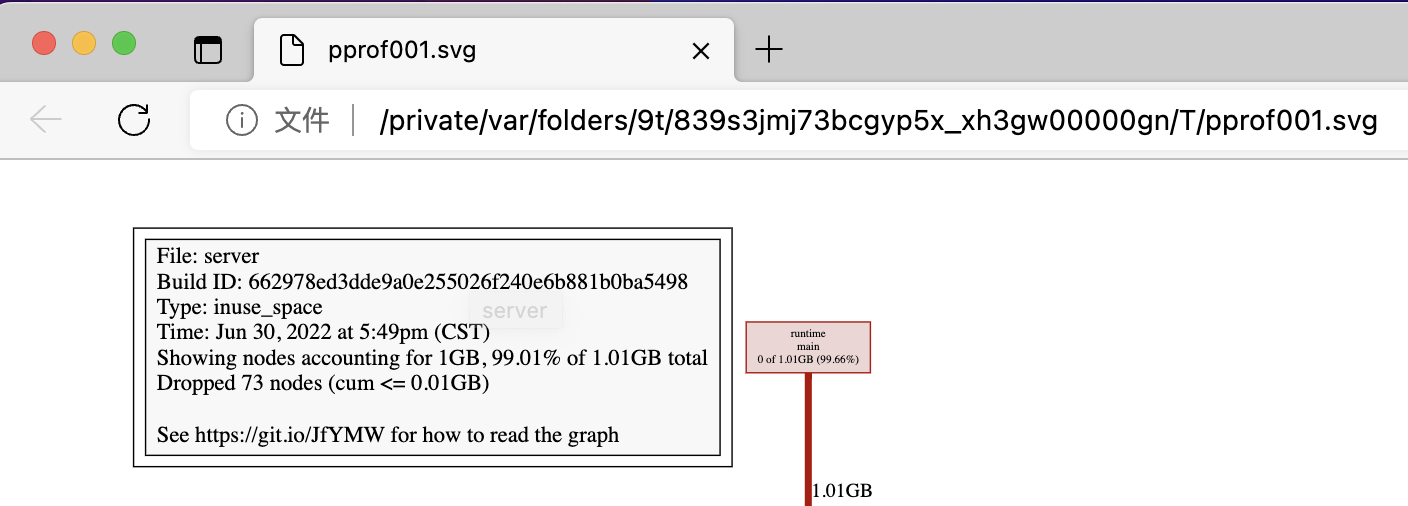 pprof001.svg
文件 /private/var/folders/9t/839s3jmj73bcgyp5x_xh3gw00000gn/T/pprof001.svg
File: server
Build ID: 662978ed3dde9a0e255026f240e6b881b0ba5498
Type: inuse_space
server
Time: Jun 30, 2022 at 5:49pm (CST)
Showing nodes accounting for 1GB, 99.01% of 1.01GB total
Dropped 73 nodes (cum <= 0.01GB)
See https://git.io/JfYMW for how to read the graph
runtime
main
0 of 1.01GB (99.66%)
1.01GB